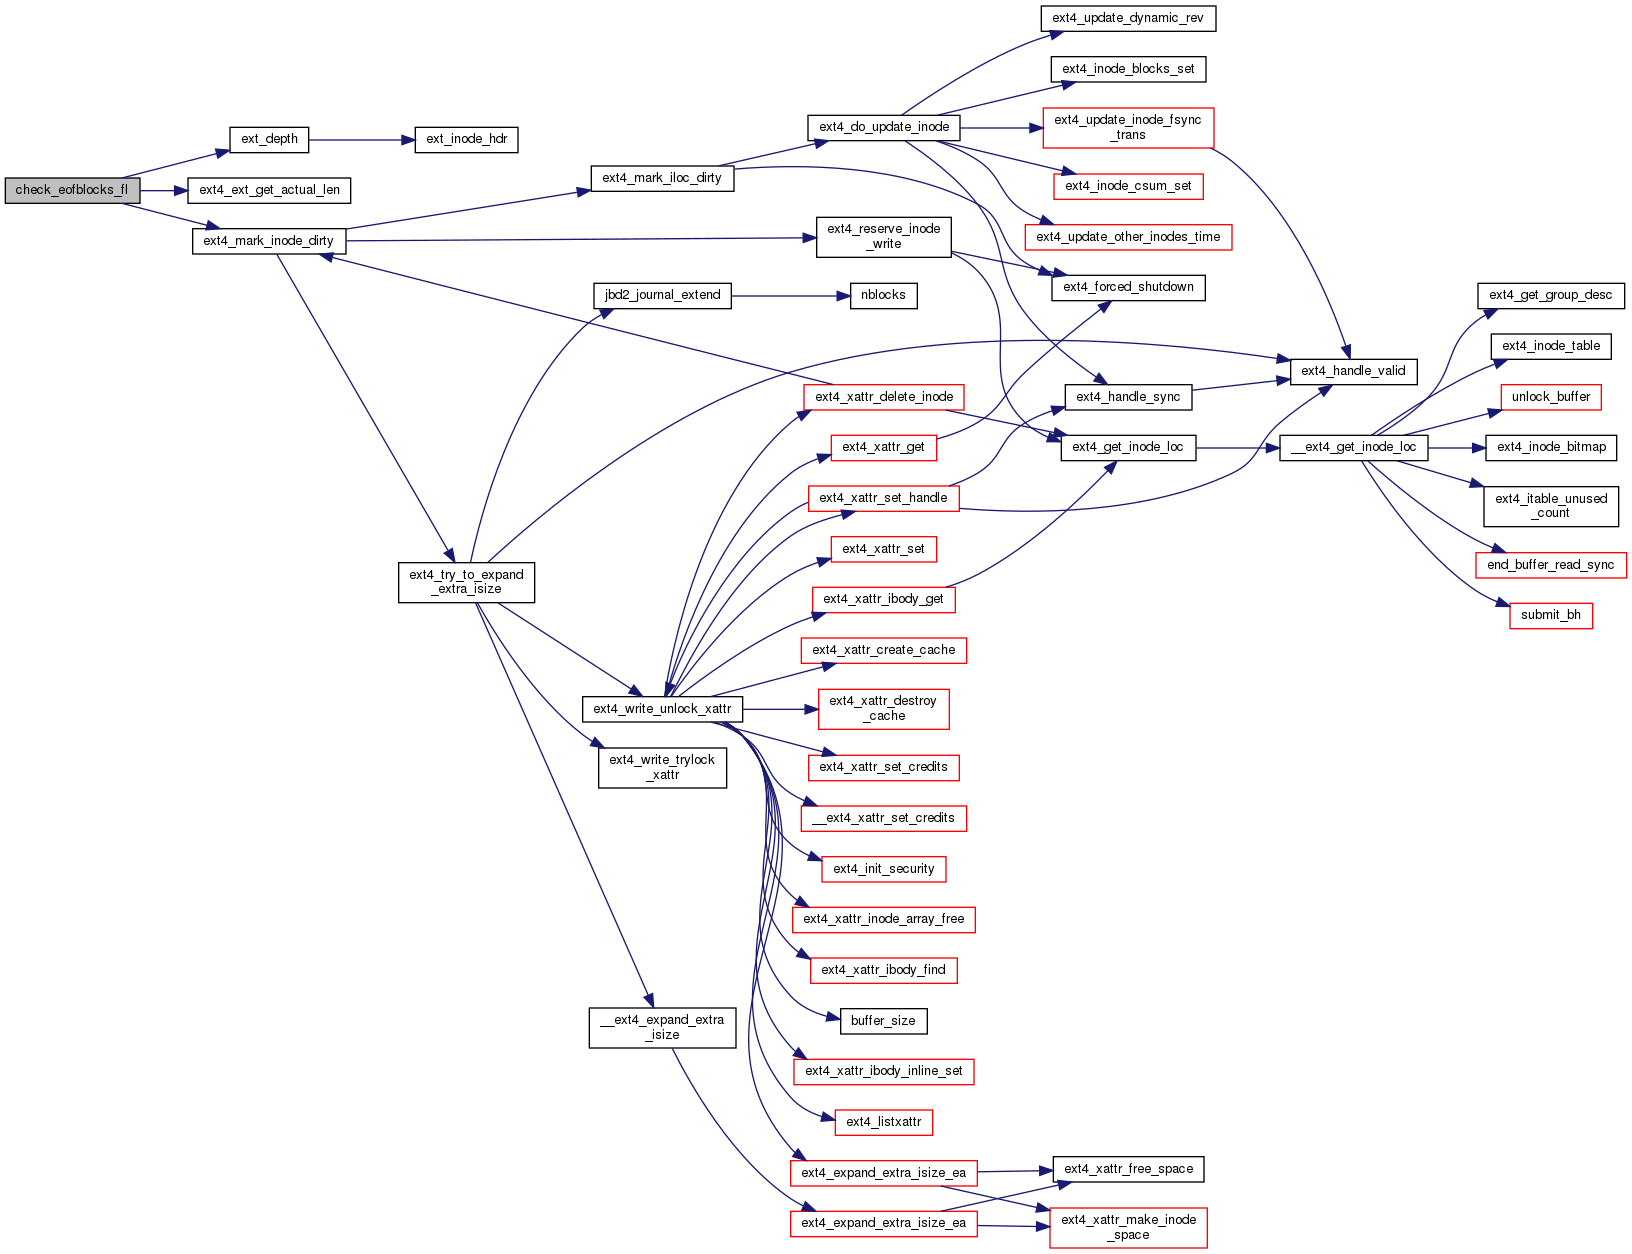 check_eofblocks_fl
ext_depth
ext_inode_hdr
ext4_ext_get_actual_len
ext4_mark_inode_dirty
ext4_mark_iloc_dirty
ext4_do_update_inode
ext4_update_dynamic_rev
ext4_inode_blocks_set
ext4_update_inode_fsync
_trans
ext4_inode_csum_set
ext4_update_other_inodes_time
ext4_reserve_inode
_write
ext4_forced_shutdown
jbd2_journal_extend
nblocks
ext4_handle_valid
ext4_get_group_desc
ext4_inode_table
ext4_xattr_delete_inode
ext4_handle_sync
unlock_buffer
ext4_xattr_get
ext4_get_inode_loc
__ext4_get_inode_loc
ext4_inode_bitmap
ext4_xattr_set_handle
ext4_itable_unused
_count
ext4_xattr_set
end_buffer_read_sync
ext4_try_to_expand
_extra_isize
ext4_xattr_ibody_get
submit_bh
ext4_xattr_create_cache
ext4_write_unlock_xattr
ext4_xattr_destroy
_cache
ext4_write_trylock
_xattr
ext4_xattr_set_credits
__ext4_xattr_set_credits
ext4_init_security
ext4_xattr_inode_array_free
ext4_xattr_ibody_find
__ext4_expand_extra
_isize
buffer_size
ext4_xattr_ibody_inline_set
ext4_listxattr
ext4_expand_extra_isize_ea
ext4_xattr_free_space
ext4_expand_extra_isize_ea
ext4_xattr_make_inode
_space